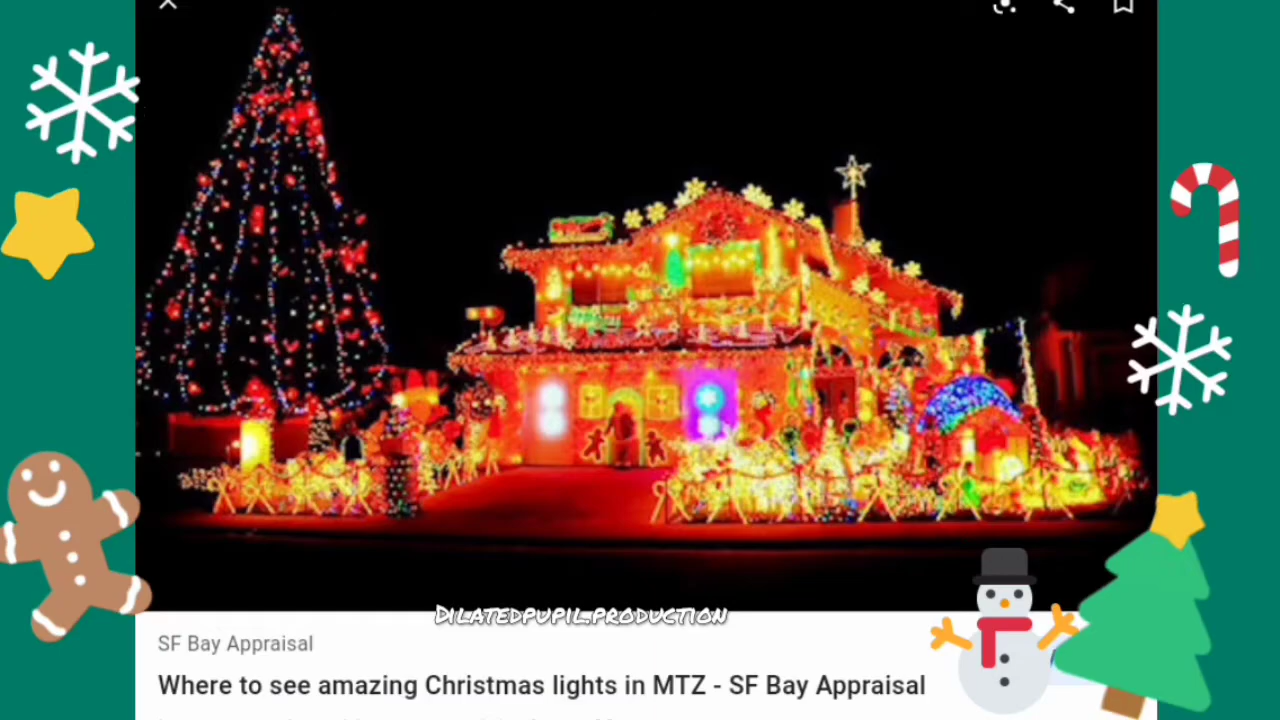 Dilatedpupil.production
SF Bay Appraisal
Where to see amazing Christmas lights in MTZ - SF Bay Appraisal